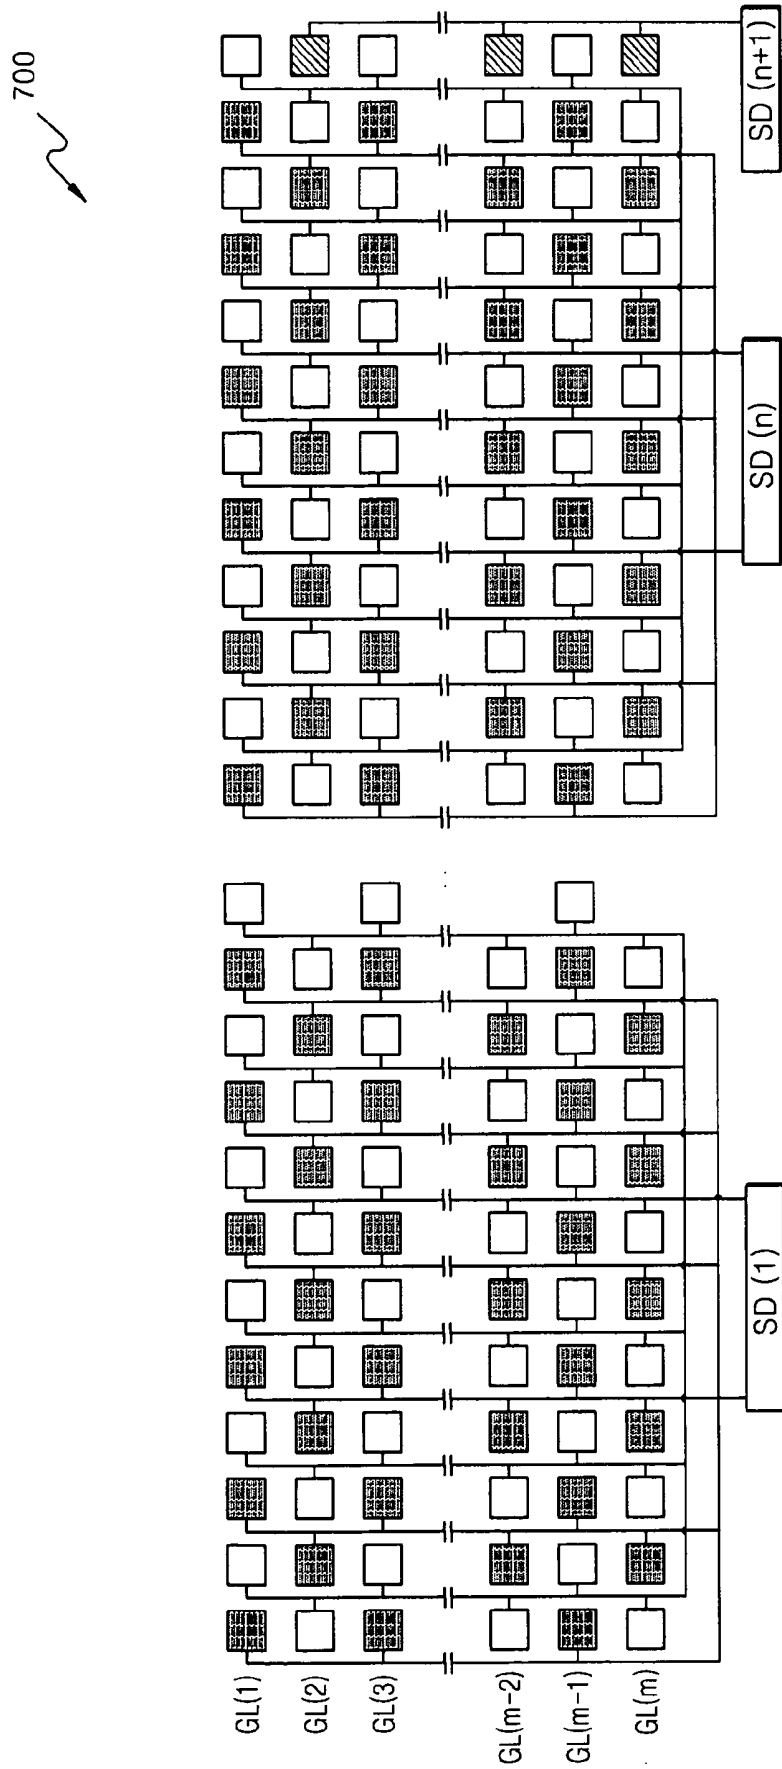 700
GL(1)
GL(2)
GL(3)
GL(m-2)
GL(m-1)
GL(m)
SD (1)
SD (n)
SD (n+1)